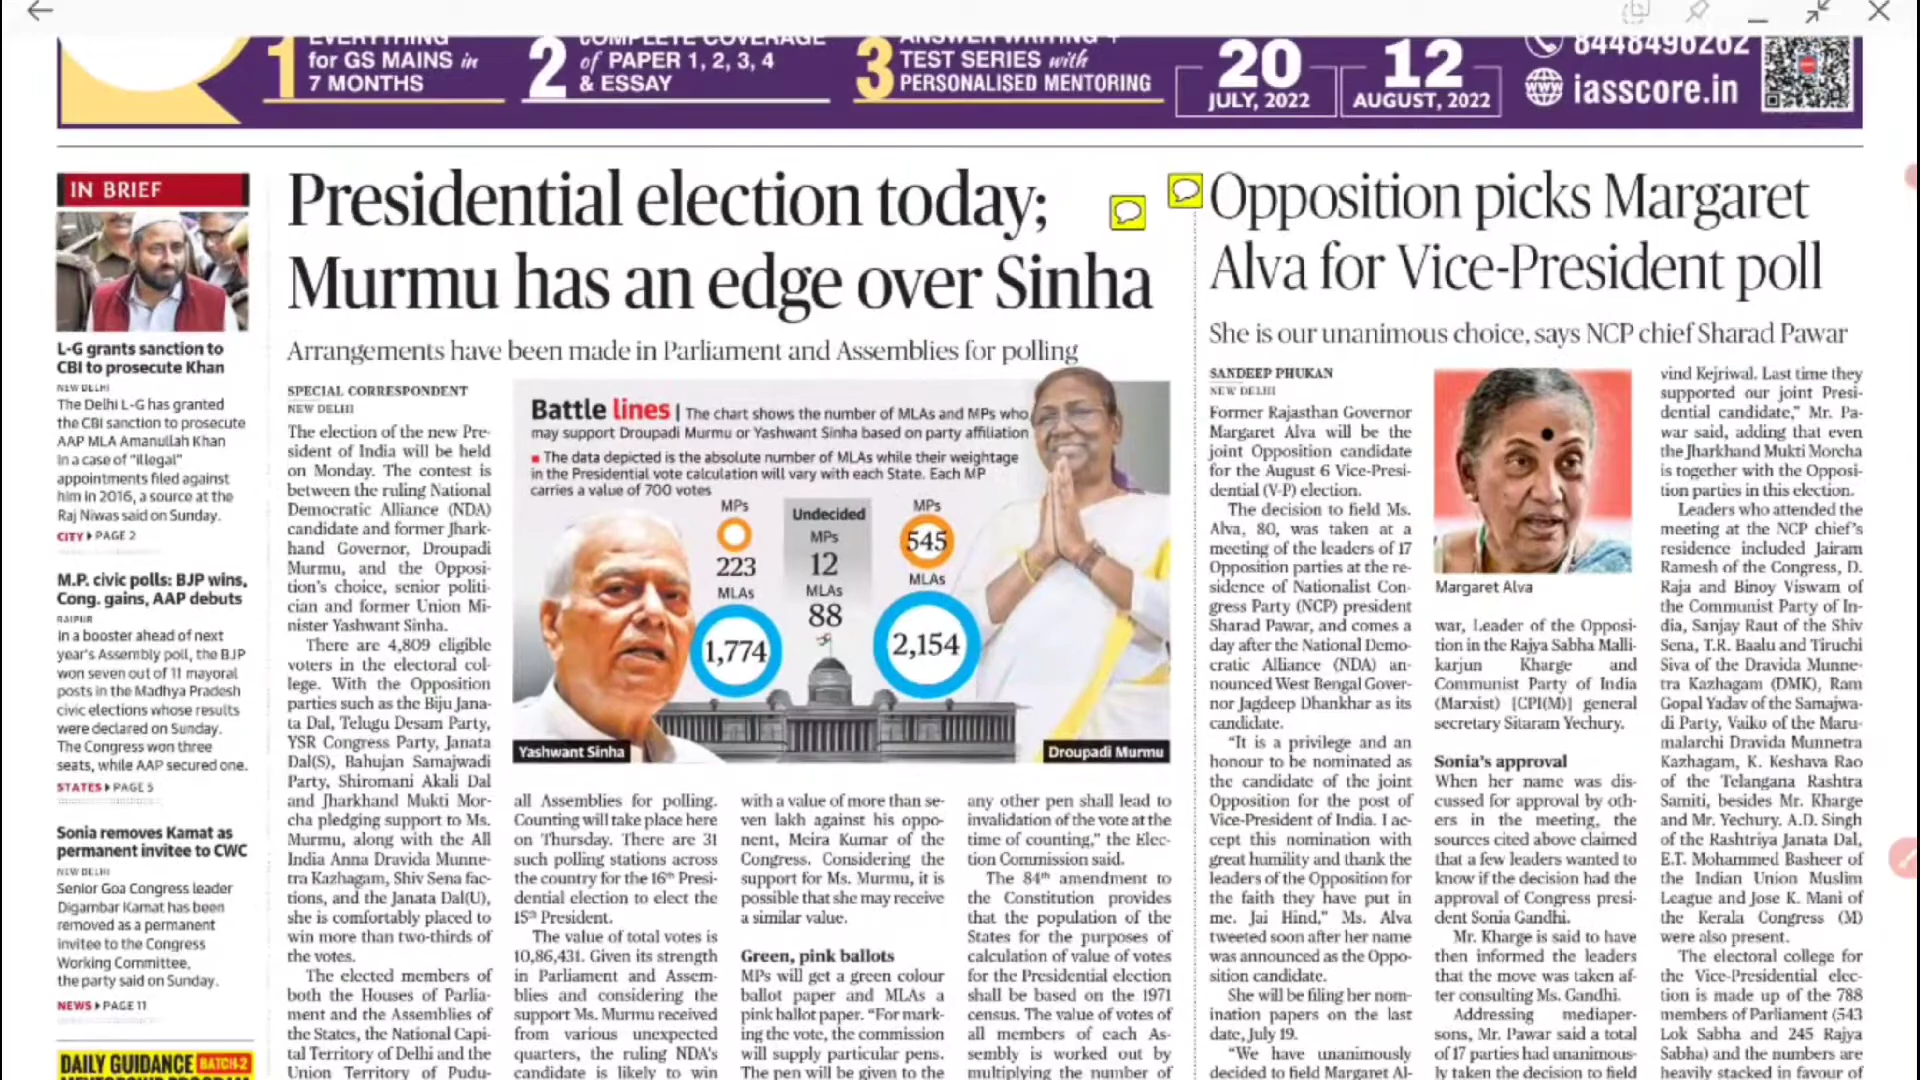 1
EVERYTHING
for GS MAINS in
7 MONTHS
2
COMPLETE COVERAGE
of PAPER 1, 2, 3, 4
& ESSAY
3
ANSWER WRITING +
TEST SERIES with
PERSONALISED MENTORING
20
JULY, 2022
12
AUGUST, 2022
8448496262
iasscore.in
IN BRIEF
L-G grants sanction to
CBI to prosecute Khan
NEW DELHI
The Delhi L-G has granted
the CBI sanction to prosecute
AAP MLA Amanullah Khan
in a case of "illegal"
appointments filed against
him in 2016, a source at the
Raj Niwas said on Sunday.
CITY PAGE 2
M.P. civic polls: BJP wins,
Cong. gains, AAP debuts
RAIPUR
In a booster ahead of next
year's Assembly poll, the BJP
won seven out of 11 mayoral
posts in the Madhya Pradesh
civic elections whose results
were declared on Sunday.
The Congress won three
seats, while AAP secured one.
STATES PAGE 5
Sonia removes Kamat as
permanent invitee to CWC
NEW DELHI
Senior Goa Congress leader
Digambar Kamat has been
removed as a permanent
invitee to the Congress
Working Committee,
the party said on Sunday.
NEWS PAGE 11
DAILY GUIDANCE BATCH-2
MENTORSHIP PROGRAM
Presidential election today;
Murmu has an edge over Sinha
Arrangements have been made in Parliament and Assemblies for polling
SPECIAL CORRESPONDENT
NEW DELHI
The election of the new Pre-
sident of India will be held
on Monday. The contest is
between the ruling National
Democratic Alliance (NDA)
candidate and former Jhark-
hand Governor, Droupadi
Murmu, and the Opposi-
tion's choice, senior politi-
cian and former Union Mi-
nister Yashwant Sinha.
There are 4,809 eligible
voters in the electoral col-
lege. With the Opposition
parties such as the Biju Jana-
ta Dal, Telugu Desam Party,
YSR Congress Party, Janata
Dal(S), Bahujan Samajwadi
Party, Shiromani Akali Dal
and Jharkhand Mukti Mor-
cha pledging support to Ms.
Murmu, along with the All
India Anna Dravida Munne-
tra Kazhagam, Shiv Sena fac-
tions, and the Janata Dal(U),
she is comfortably placed to
win more than two-thirds of
the votes.
The elected members of
both the Houses of Parlia-
ment and the Assemblies of
the States, the National Capi-
tal Territory of Delhi and the
Union Territory of Pudu-
Battle lines | The chart shows the number of MLAs and MPs who
may support Droupadi Murmu or Yashwant Sinha based on party affiliation
The data depicted is the absolute number of MLAs while their weightage
in the Presidential vote calculation will vary with each State. Each MP
carries a value of 700 votes
MPs
223
MLAs
1,774
Undecided
MPs
12
MLAs
88
MPs
545
MLAs
2,154
Yashwant Sinha
Droupadi Murmu
all Assemblies for polling.
Counting will take place here
on Thursday. There are 31
such polling stations across
the country for the 16th Presi-
dential election to elect the
15th President.
The value of total votes is
10,86,431. Given its strength
in Parliament and Assem-
blies and considering the
support Ms. Murmu received
from various unexpected
quarters, the ruling NDA's
candidate is likely to win
with a value of more than se-
ven lakh against his oppo-
nent, Meira Kumar of the
Congress. Considering the
support for Ms. Murmu, it is
possible that she may receive
a similar value.
Green, pink ballots
MPs will get a green colour
ballot paper and MLAs a
pink ballot paper. "For mark-
ing the vote, the commission
will supply particular pens.
The pen will be given to the
any other pen shall lead to
invalidation of the vote at the
time of counting," the Elec-
tion Commission said.
The 84th amendment to
the Constitution provides
that the population of the
States for the purposes of
calculation of value of votes
for the Presidential election
shall be based on the 1971
census. The value of votes of
all members of each As-
sembly is worked out by
multiplying the number of
Opposition picks Margaret
Alva for Vice-President poll
She is our unanimous choice, says NCP chief Sharad Pawar
SANDEEP PHUKAN
NEW DELHI
Former Rajasthan Governor
Margaret Alva will be the
joint Opposition candidate
for the August 6 Vice-Presi-
dential (V-P) election.
The decision to field Ms.
Alva, 80, was taken at a
meeting of the leaders of 17
Opposition parties at the re-
sidence of Nationalist Con-
gress Party (NCP) president
Sharad Pawar, and comes a
day after the National Demo-
cratic Alliance (NDA) an-
nounced West Bengal Gover-
nor Jagdeep Dhankhar as its
candidate.
"It is a privilege and an
honour to be nominated as
the candidate of the joint
Opposition for the post of
Vice-President of India. I ac-
cept this nomination with
great humility and thank the
leaders of the Opposition for
the faith they have put in
me. Jai Hind," Ms. Alva
tweeted soon after her name
was announced as the Oppo-
sition candidate.
She will be filing her nom-
ination papers on the last
date, July 19.
"We have unanimously
decided to field Margaret Al-
Margaret Alva
war, Leader of the Opposi-
tion in the Rajya Sabha Malli-
karjun Kharge and
Communist Party of India
(Marxist) [CPI(M)] general
secretary Sitaram Yechury.
Sonia's approval
When her name was dis-
cussed for approval by oth-
ers in the meeting, the
sources cited above claimed
that a few leaders wanted to
know if the decision had the
approval of Congress presi-
dent Sonia Gandhi.
Mr. Kharge is said to have
then informed the leaders
that the move was taken af-
ter consulting Ms. Gandhi.
Addressing mediaper-
sons, Mr. Pawar said a total
of 17 parties had unanimous-
ly taken the decision to field
vind Kejriwal. Last time they
supported our joint Presi-
dential candidate," Mr. Pa-
war said, adding that even
the Jharkhand Mukti Morcha
is together with the Opposi-
tion parties in this election.
Leaders who attended the
meeting at the NCP chief's
residence included Jairam
Ramesh of the Congress, D.
Raja and Binoy Viswam of
the Communist Party of In-
dia, Sanjay Raut of the Shiv
Sena, T.R. Baalu and Tiruchi
Siva of the Dravida Munne-
tra Kazhagam (DMK), Ram
Gopal Yadav of the Samajwa-
di Party, Vaiko of the Maru-
malarchi Dravida Munnetra
Kazhagam, K. Keshava Rao
of the Telangana Rashtra
Samiti, besides Mr. Kharge
and Mr. Yechury. A.D. Singh
of the Rashtriya Janata Dal,
E.T. Mohammed Basheer of
the Indian Union Muslim
League and Jose K. Mani of
the Kerala Congress (M)
were also present.
The electoral college for
the Vice-Presidential elec-
tion is made up of the 788
members of Parliament (543
Lok Sabha and 245 Rajya
Sabha) and the numbers are
heavily stacked in favour of